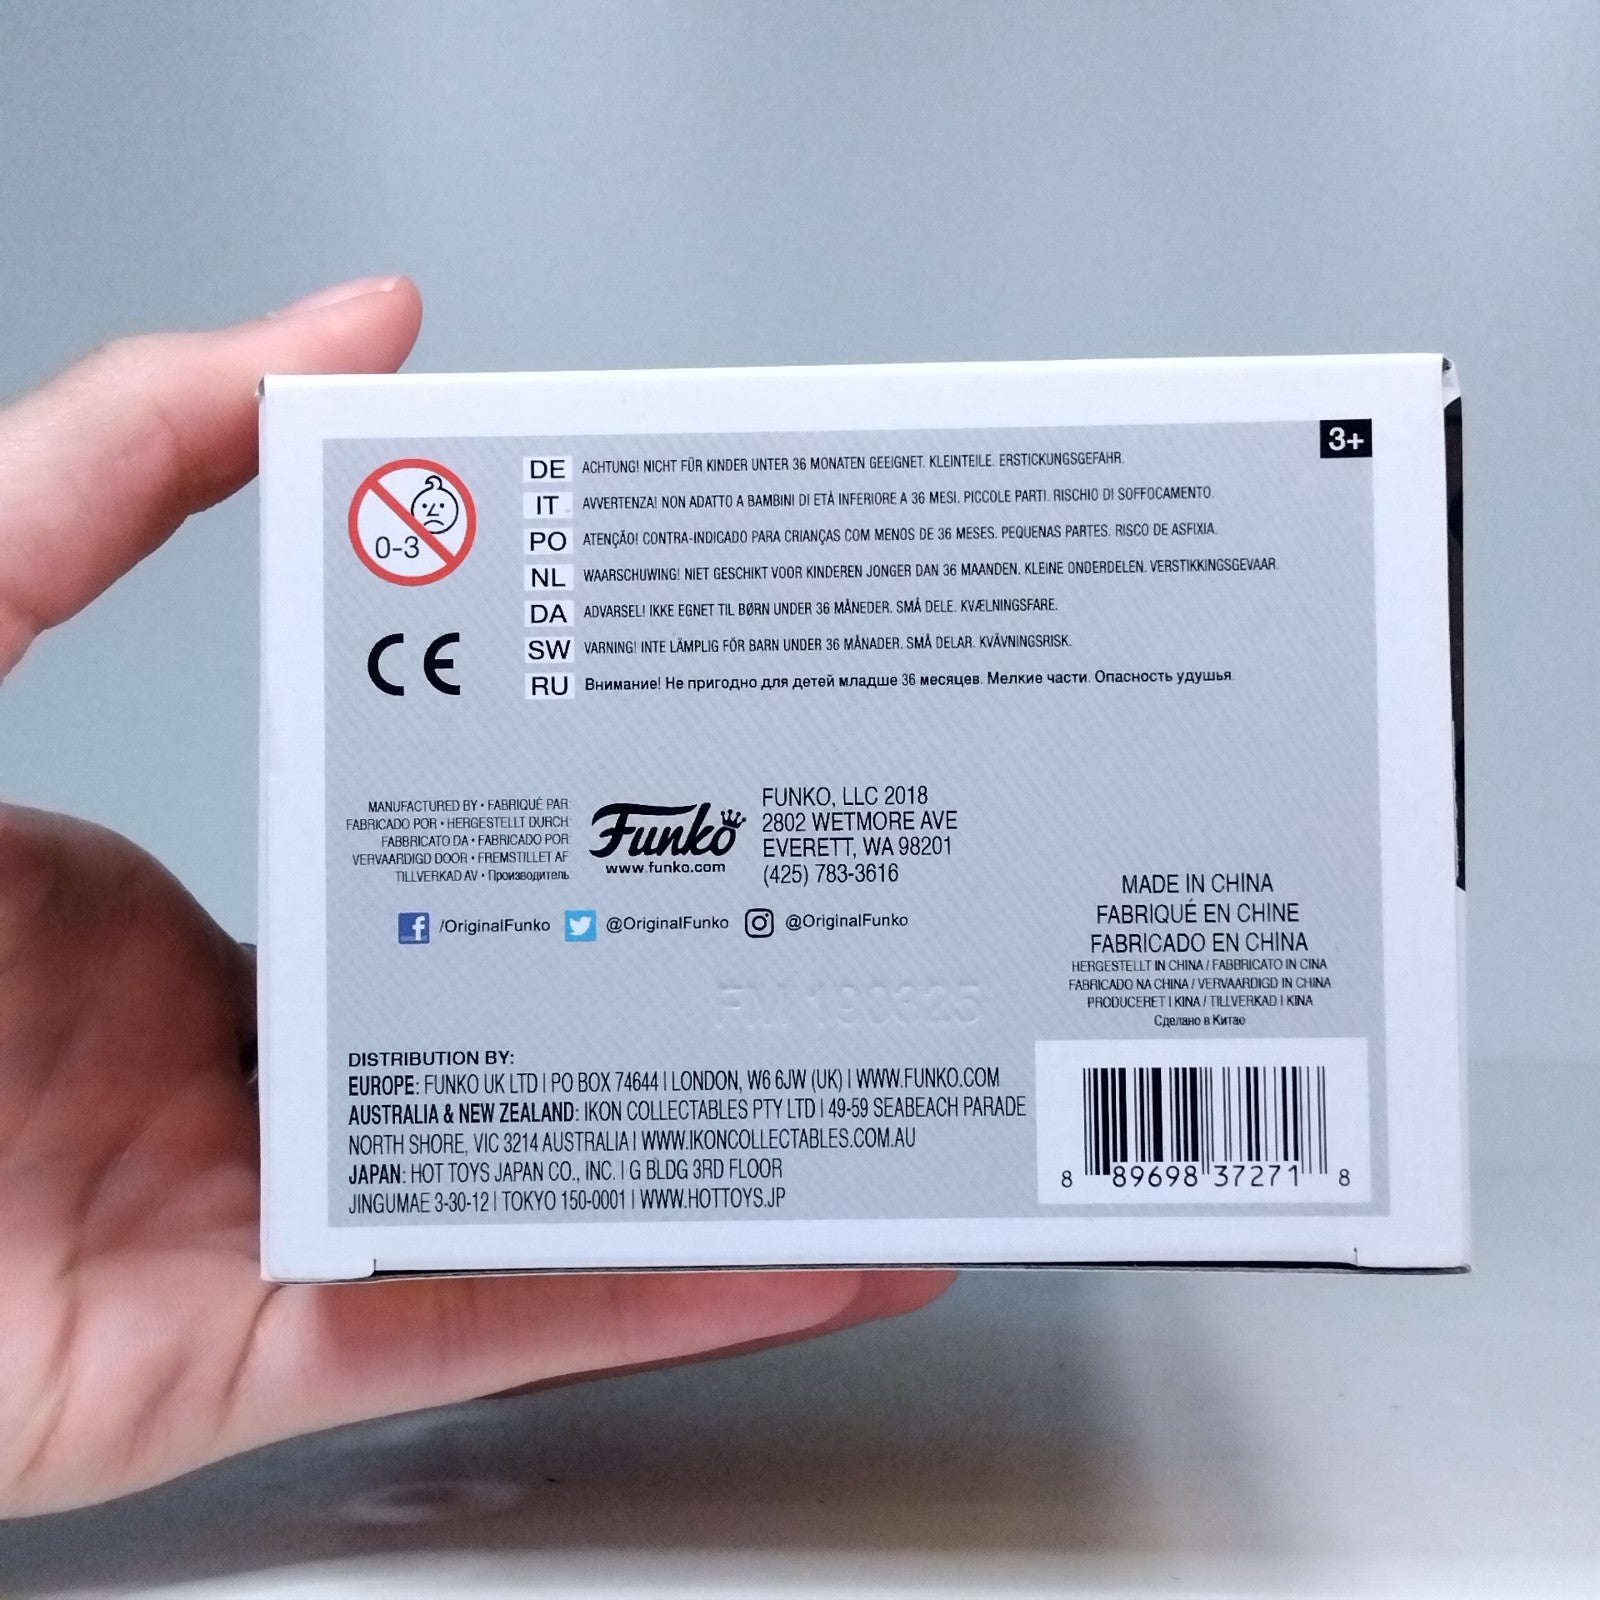 3+
0-3
DE ACHTUNG! NICHT FÜR KINDER UNTER 36 MONATEN GEEIGNET. KLEINTEILE. ERSTICKUNGSGEFAHR.
IT AVVERTENZA! NON ADATTO A BAMBINI DI ETÀ INFERIORE A 36 MESI. PICCOLE PARTI. RISCHIO DI SOFFOCAMENTO.
PO ATENÇÃO! CONTRA-INDICADO PARA CRIANÇAS COM MENOS DE 36 MESES. PEQUENAS PARTES. RISCO DE ASFIXIA.
NL WAARSCHUWING! NIET GESCHIKT VOOR KINDEREN JONGER DAN 36 MAANDEN. KLEINE ONDERDELEN. VERSTIKKINGSGEVAAR.
DA ADVARSEL! IKKE EGNET TIL BØRN UNDER 36 MÅNEDER. SMÅ DELE. KVÆLNINGSFARE.
SW VARNING! INTE LÄMPLIG FÖR BARN UNDER 36 MÅNADER. SMÅ DELAR. KVÄVNINGSRISK.
RU Внимание! Не пригодно для детей младше 36 месяцев. Мелкие части. Опасность удушья.
CE
MANUFACTURED BY • FABRIQUÉ PAR:
FABRICADO POR • HERGESTELLT DURCH:
FABBRICATO DA • FABRICADO POR:
VERVAARDIGD DOOR • FREMSTILLET AF
TILLVERKAD AV • Производитель:
Funko
www.funko.com
FUNKO, LLC 2018
2802 WETMORE AVE
EVERETT, WA 98201
(425) 783-3616
f /OriginalFunko @OriginalFunko @OriginalFunko
MADE IN CHINA
FABRIQUÉ EN CHINE
FABRICADO EN CHINA
HERGESTELLT IN CHINA / FABBRICATO IN CINA
FABRICADO NA CHINA / VERVAARDIGD IN CHINA
PRODUCERET I KINA / TILLVERKAD I KINA
Сделано в Китае
FM 190325
DISTRIBUTION BY:
EUROPE: FUNKO UK LTD | PO BOX 74644 | LONDON, W6 6JW (UK) | WWW.FUNKO.COM
AUSTRALIA & NEW ZEALAND: IKON COLLECTABLES PTY LTD | 49-59 SEABEACH PARADE
NORTH SHORE, VIC 3214 AUSTRALIA | WWW.IKONCOLLECTABLES.COM.AU
JAPAN: HOT TOYS JAPAN CO., INC. | G BLDG 3RD FLOOR
JINGUMAE 3-30-12 | TOKYO 150-0001 | WWW.HOTTOYS.JP
8 89698 37271 8